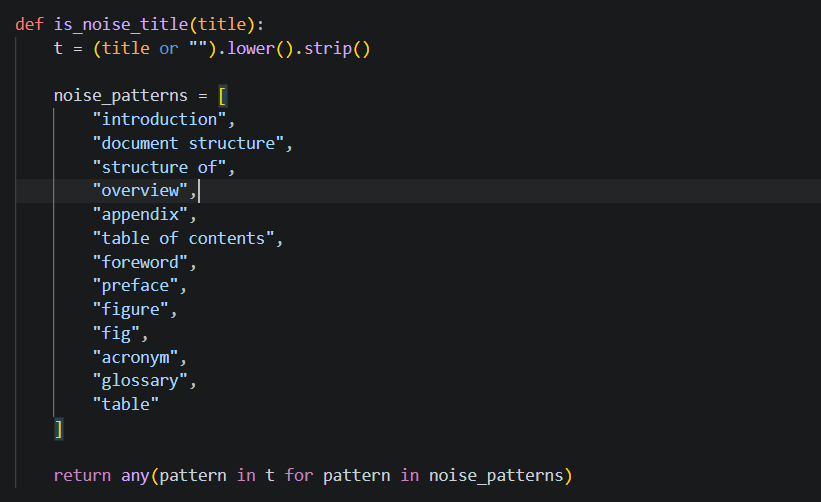 def is_noise_title(title):
    t = (title or "").lower().strip()

    noise_patterns = [
        "introduction",
        "document structure",
        "structure of",
        "overview",
        "appendix",
        "table of contents",
        "foreword",
        "preface",
        "figure",
        "fig",
        "acronym",
        "glossary",
        "table"
    ]

    return any(pattern in t for pattern in noise_patterns)